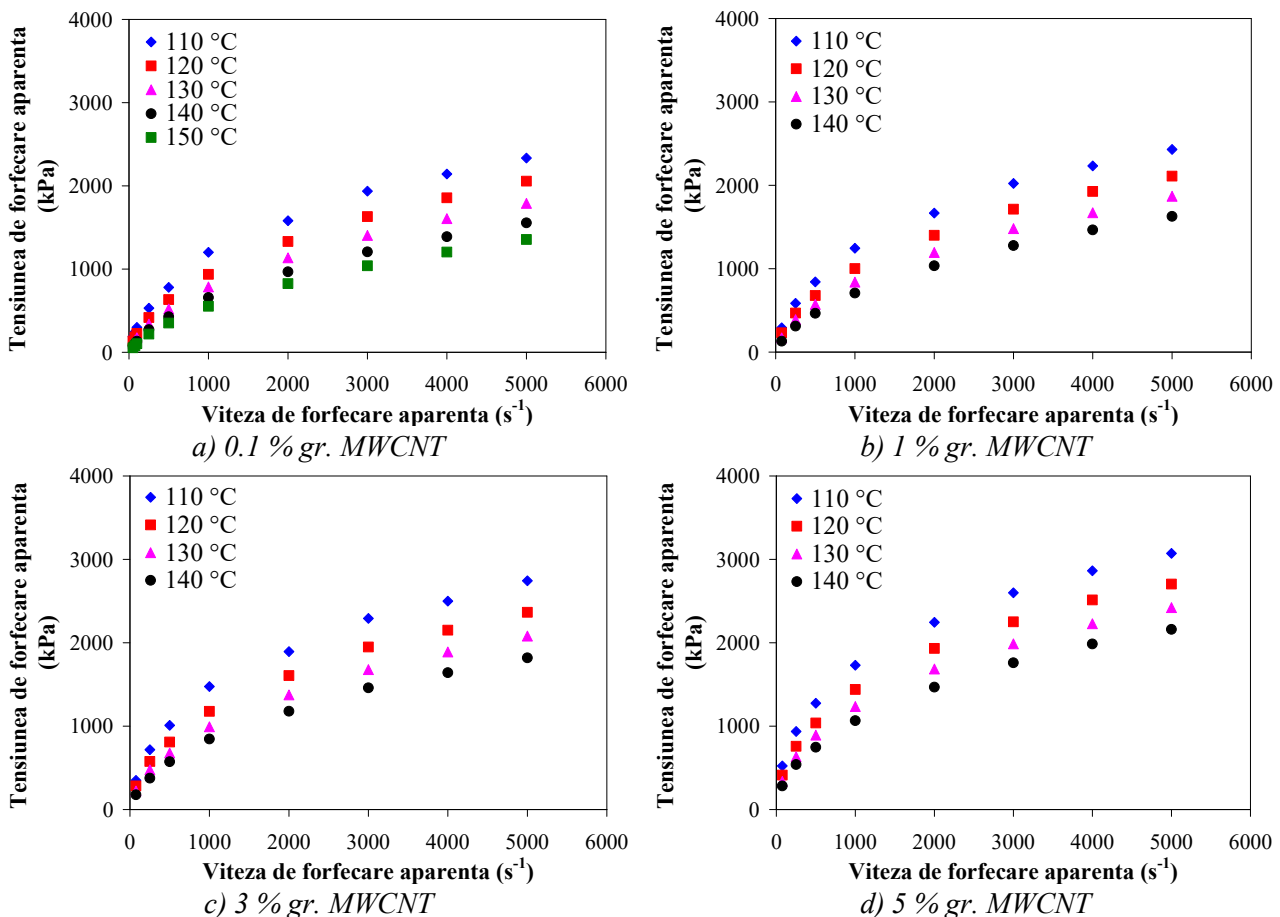 Tensiunea de forfecare aparenta
(kPa)
4000
3000
2000
1000
0
110 °C
120 °C
130 °C
140 °C
150 °C
0 1000 2000 3000 4000 5000 6000
Viteza de forfecare aparenta (s⁻¹)
a) 0.1 % gr. MWCNT
Tensiunea de forfecare aparenta
(kPa)
4000
3000
2000
1000
0
110 °C
120 °C
130 °C
140 °C
0 1000 2000 3000 4000 5000 6000
Viteza de forfecare aparenta (s⁻¹)
b) 1 % gr. MWCNT
Tensiunea de forfecare aparenta
(kPa)
4000
3000
2000
1000
0
110 °C
120 °C
130 °C
140 °C
0 1000 2000 3000 4000 5000 6000
Viteza de forfecare aparenta (s⁻¹)
c) 3 % gr. MWCNT
Tensiunea de forfecare aparenta
(kPa)
4000
3000
2000
1000
0
110 °C
120 °C
130 °C
140 °C
0 1000 2000 3000 4000 5000 6000
Viteza de forfecare aparenta (s⁻¹)
d) 5 % gr. MWCNT